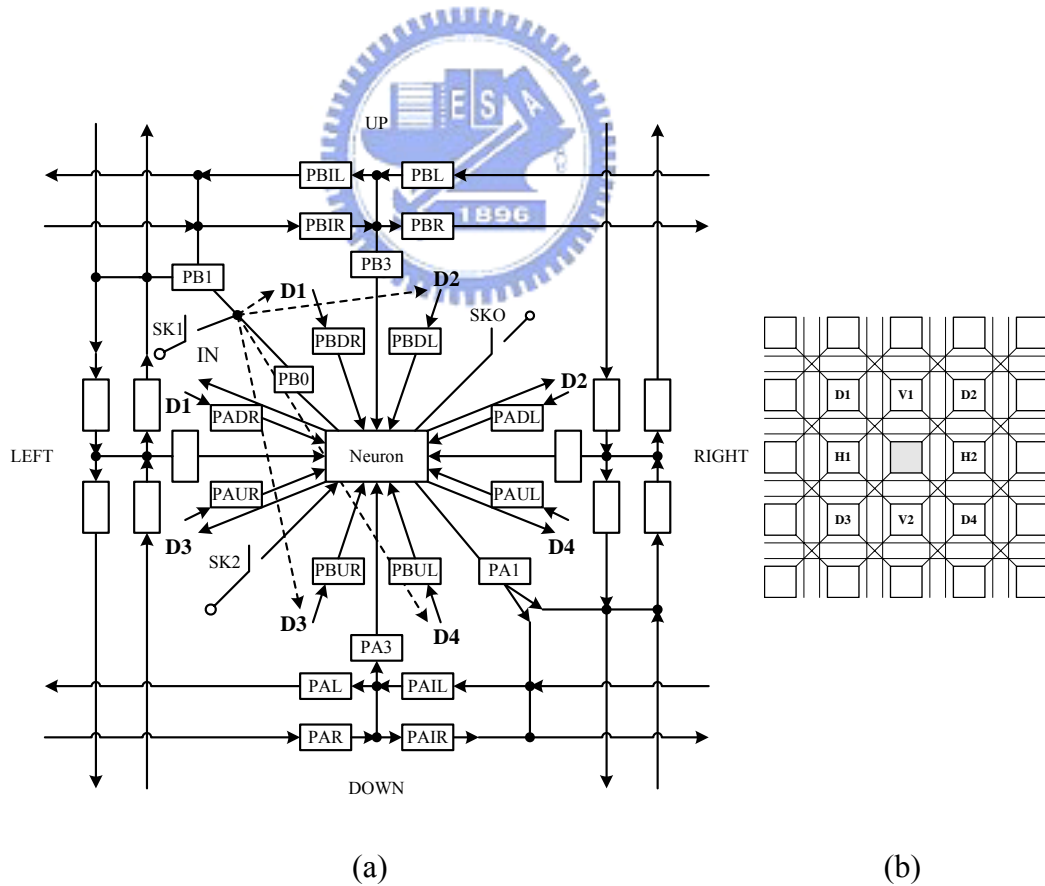 E S A
UP
PBIL PBL
1896
PBIR PBR
PB1 PB3
D1 D2
SK1 SKO
IN PBDR PBDL
PB0
D1 D2
PADR PADL
LEFT Neuron RIGHT
PAUR PAUL
D3 D4
SK2
PBUR PBUL PA1
D3 D4
PA3
PAL PAIL
PAR PAIR
DOWN
(a)
D1 V1 D2
H1 H2
D3 V2 D4
(b)